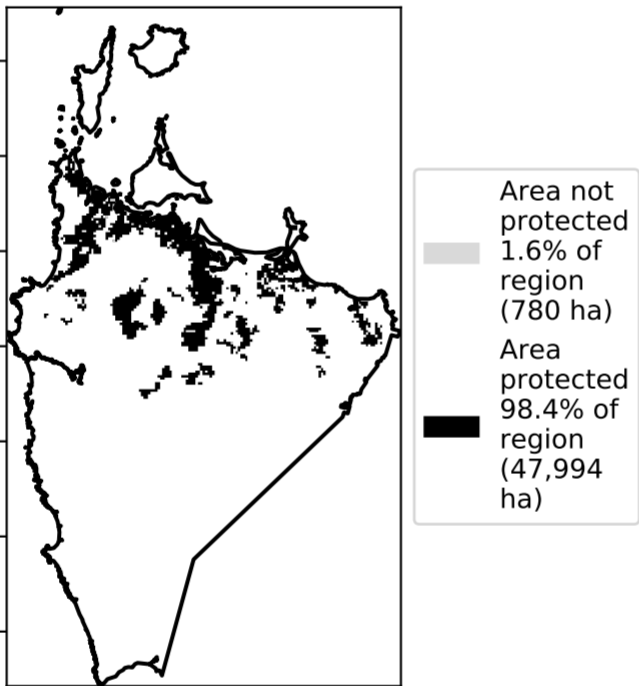 Area not
protected
1.6% of
region
(780 ha)
Area
protected
98.4% of
region
(47,994
ha)